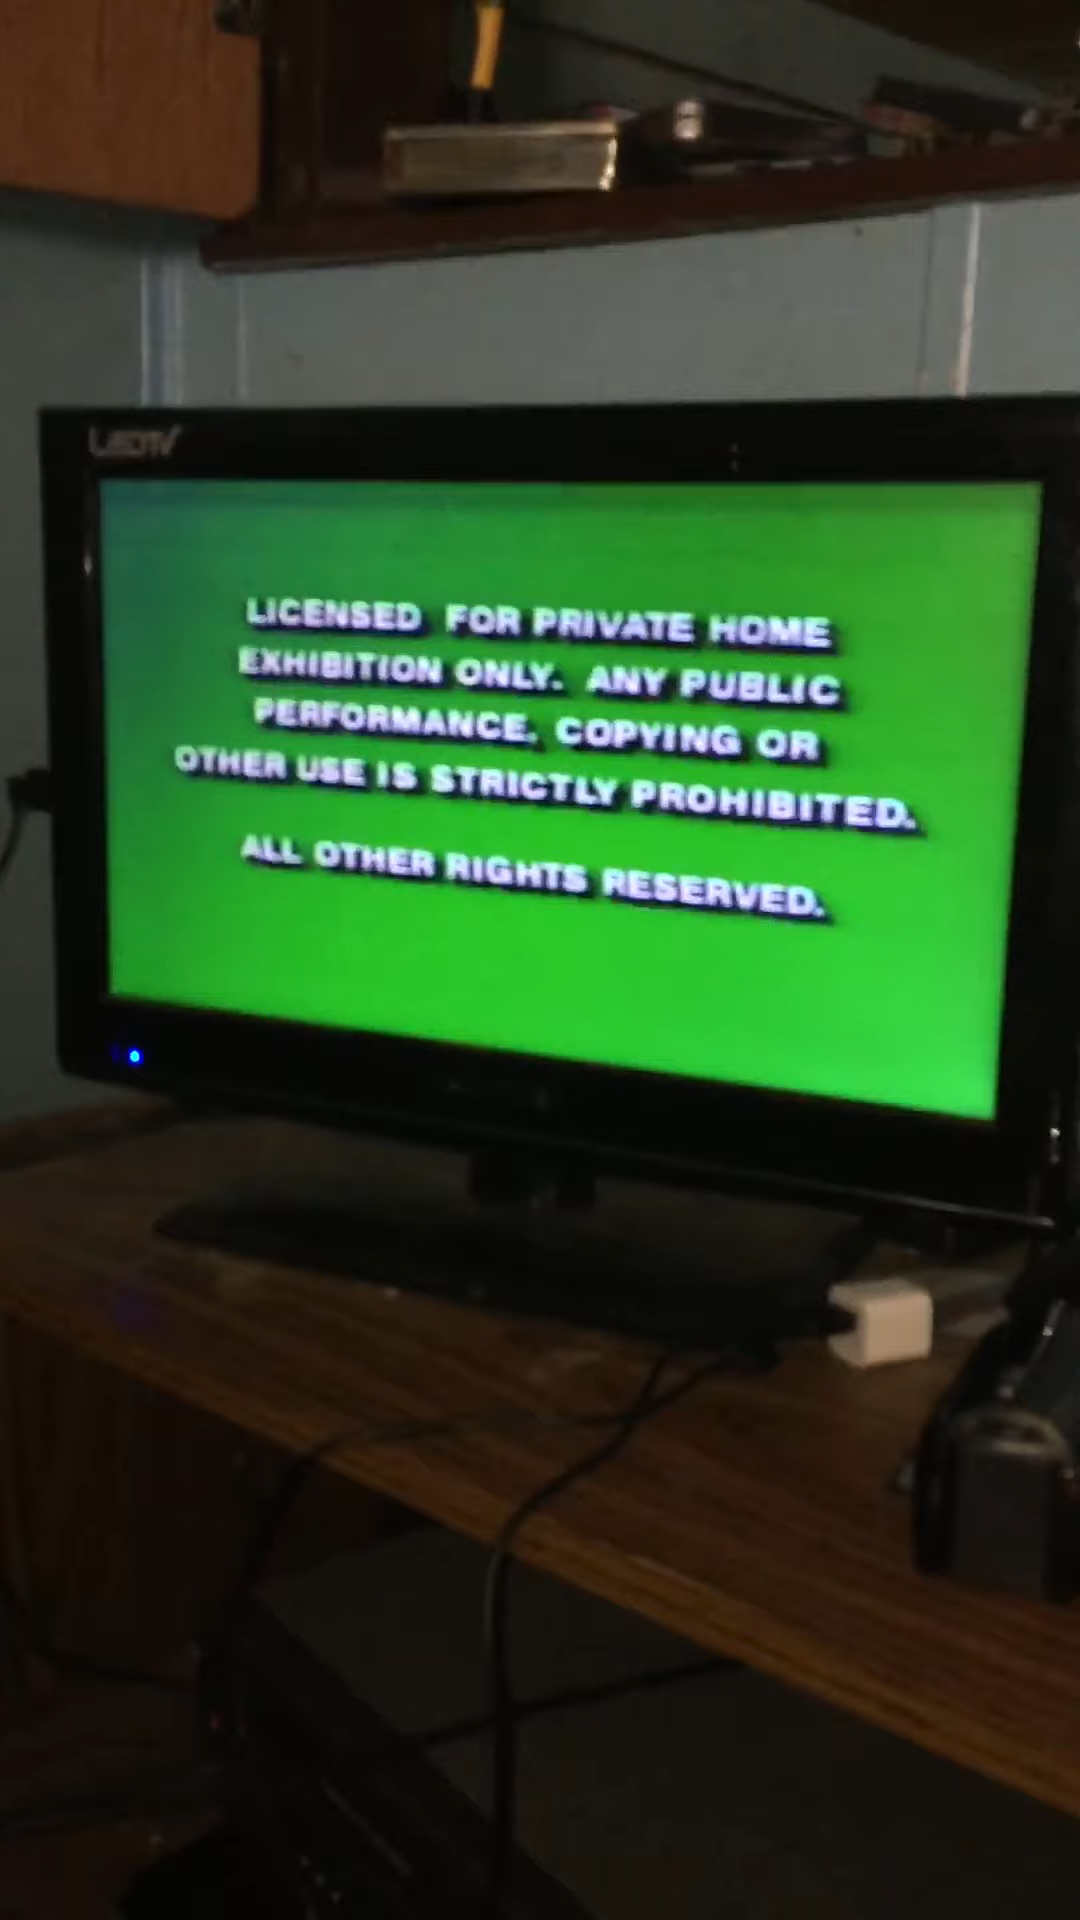 LEDTV
LICENSED FOR PRIVATE HOME
EXHIBITION ONLY. ANY PUBLIC
PERFORMANCE, COPYING OR
OTHER USE IS STRICTLY PROHIBITED.
ALL OTHER RIGHTS RESERVED.